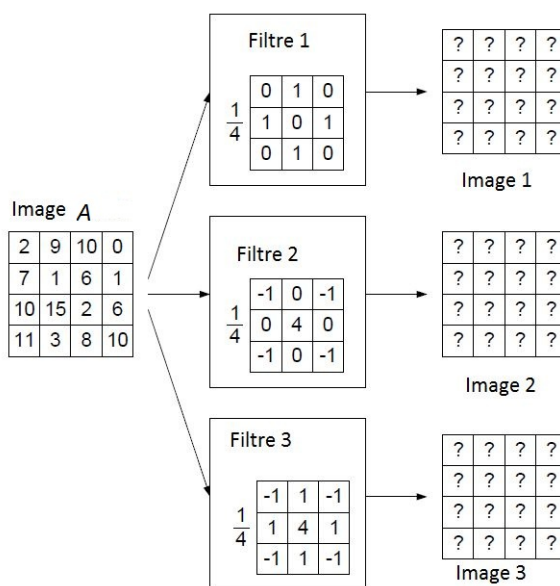 Filtre 1
0 1 0
1 0 1
0 1 0
1/4
? ? ? ?
? ? ? ?
? ? ? ?
? ? ? ?
Image 1
Image A
2 9 10 0
7 1 6 1
10 15 2 6
11 3 8 10
Filtre 2
-1 0 -1
0 4 0
-1 0 -1
1/4
? ? ? ?
? ? ? ?
? ? ? ?
? ? ? ?
Image 2
Filtre 3
-1 1 -1
1 4 1
-1 1 -1
1/4
? ? ? ?
? ? ? ?
? ? ? ?
? ? ? ?
Image 3